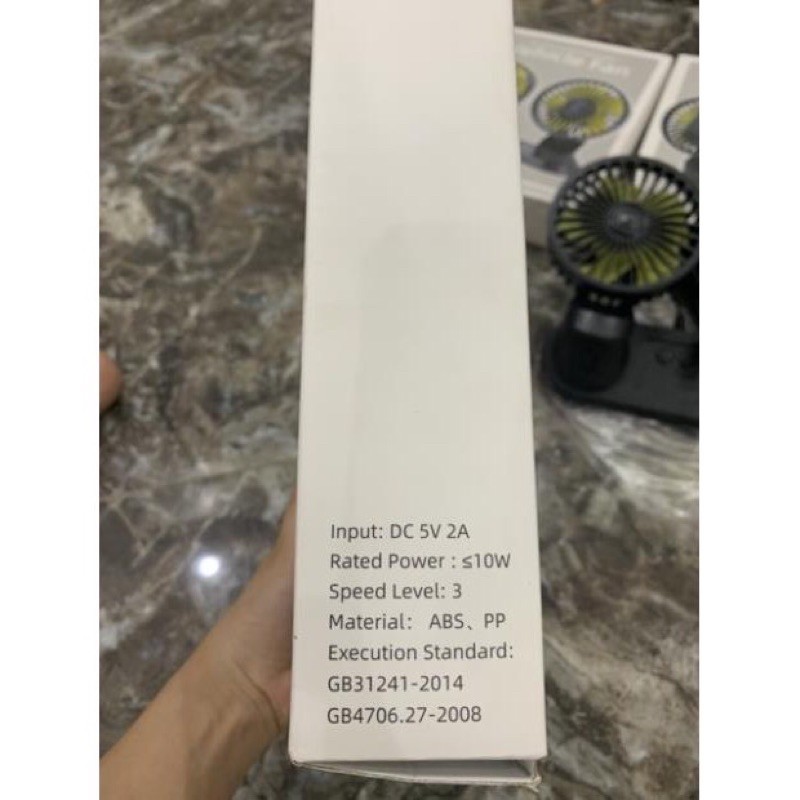 Input: DC 5V 2A
Rated Power : ≤10W
Speed Level: 3
Material: ABS、PP
Execution Standard:
GB31241-2014
GB4706.27-2008